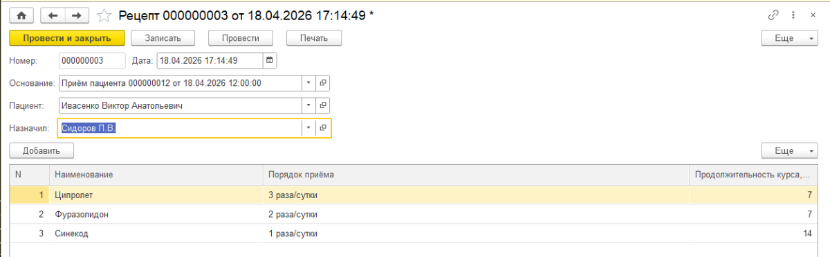 Рецепт 000000003 от 18.04.2026 17:14:49 *
Провести и закрыть Записать Провести Печать Еще
Номер: 000000003 Дата: 18.04.2026 17:14:49
Основание: Приём пациента 000000012 от 18.04.2026 12:00:00
Пациент: Ивасенко Виктор Анатольевич
Назначил: Сидоров П.В.
Добавить Еще
N Наименование Порядок приёма Продолжительность курса,...
1 Ципролет 3 раза/сутки 7
2 Фуразолидон 2 раза/сутки 7
3 Синекод 1 раза/сутки 14